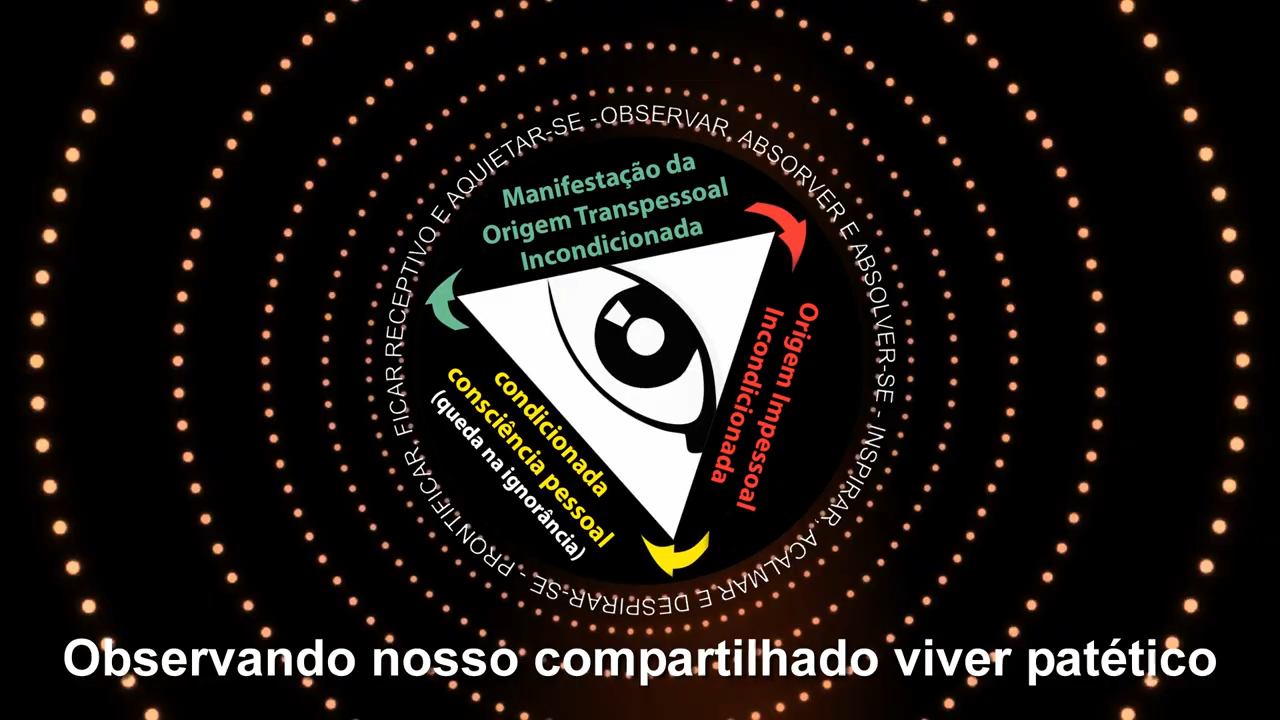 OBSERVAR, ABSORVER E ABSOLVER-SE - INSPIRAR, ACALMAR E DESPIRAR-SE - PRONTIFICAR, FICAR RECEPTIVO E AQUIETAR-SE -
Manifestação da
Origem Transpessoal
Incondicionada
Origem Impessoal
Incondicionada
condicionada
consciência pessoal
(queda na ignorância)
Observando nosso compartilhado viver patético